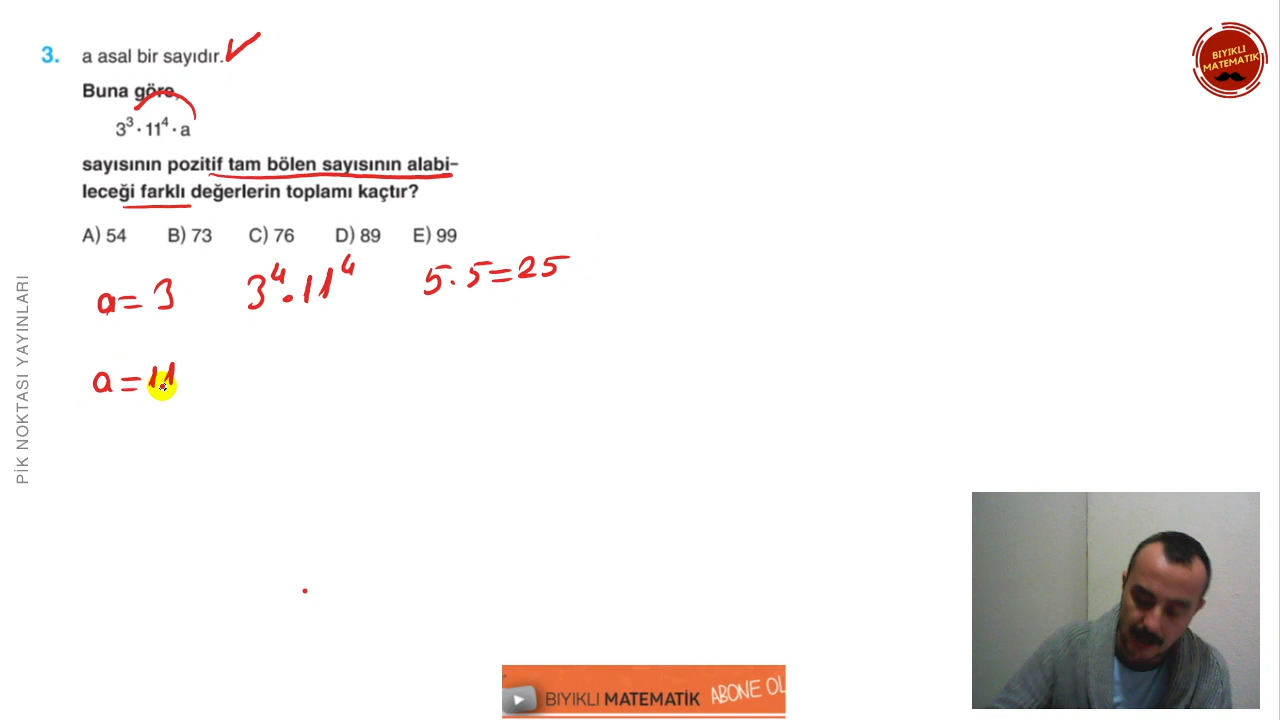 3. a asal bir sayıdır.
Buna göre,
3³ · 11⁴ · a
sayısının pozitif tam bölen sayısının alabi-
leceği farklı değerlerin toplamı kaçtır?
A) 54 B) 73 C) 76 D) 89 E) 99
a = 3 3⁴ · 11⁴ 5 · 5 = 25
a = 11
PİK NOKTASI YAYINLARI
BIYIKLI
MATEMATİK
BIYIKLI MATEMATİK ABONE OL